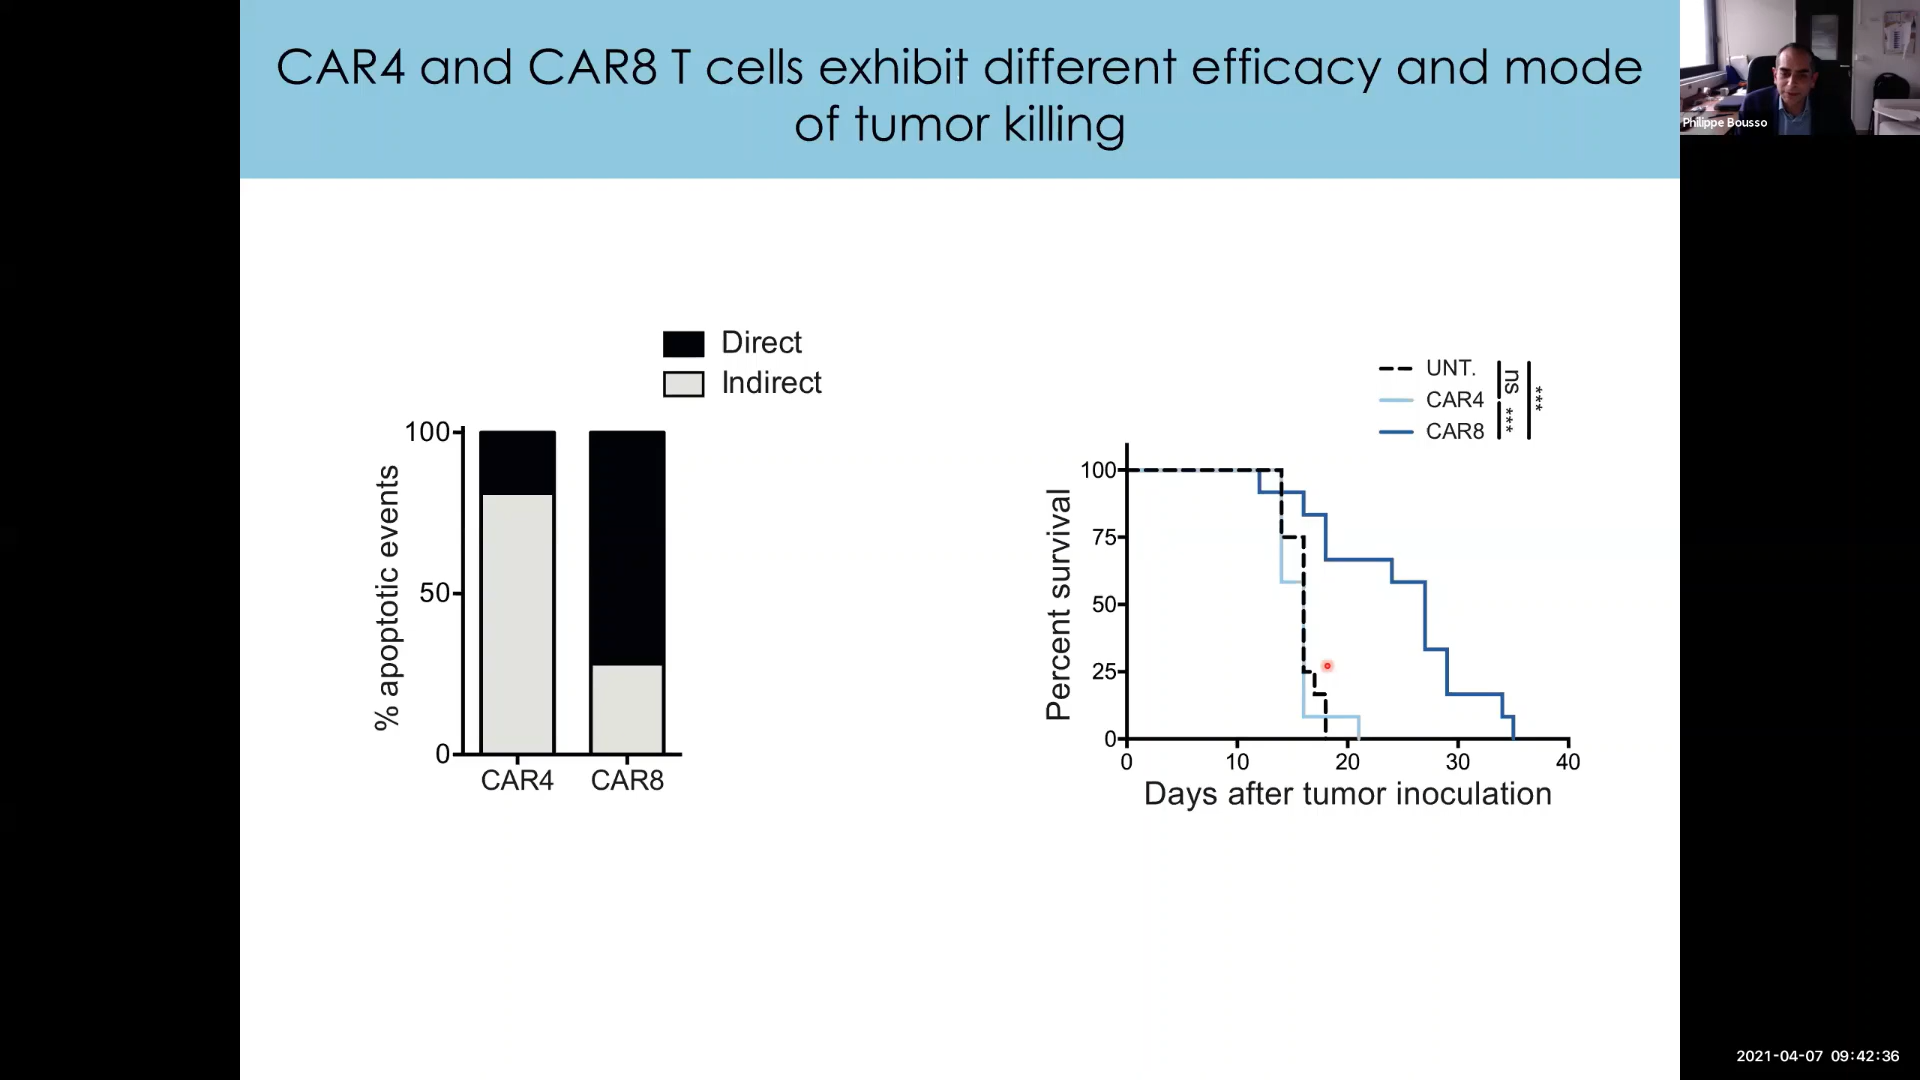 CAR4 and CAR8 T cells exhibit different efficacy and mode
of tumor killing
Philippe Bousso
Direct
Indirect
100
50
0
% apoptotic events
CAR4
CAR8
UNT.
CAR4
CAR8
ns
***
***
100
75
50
25
0
Percent survival
0 10 20 30 40
Days after tumor inoculation
2021-04-07 09:42:36